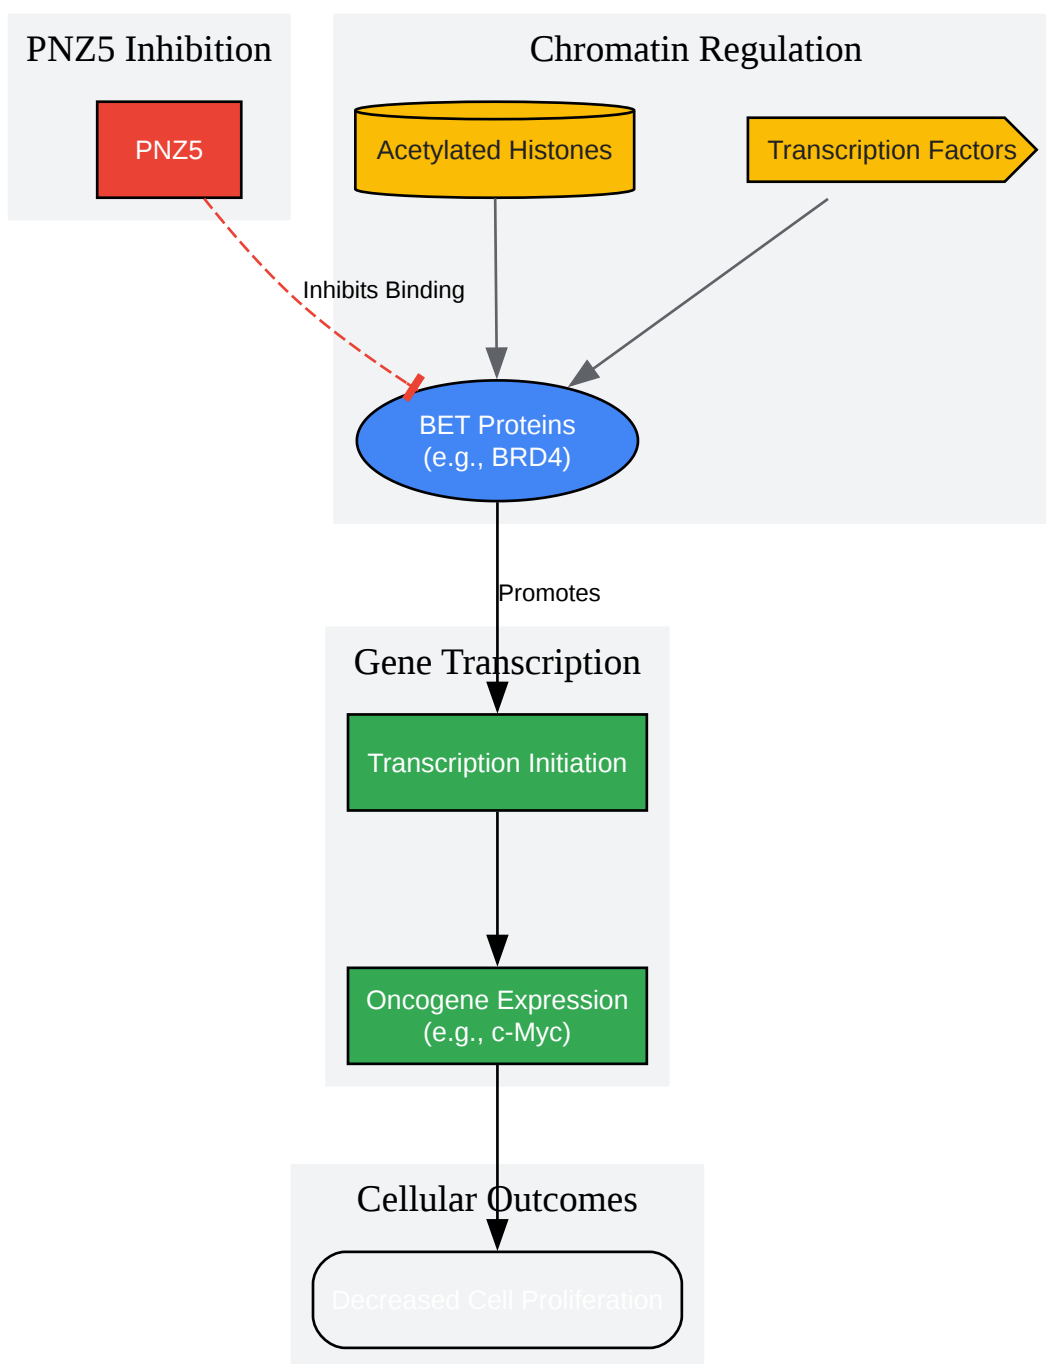 PNZ5 Inhibition
Chromatin Regulation
PNZ5
Acetylated Histones
Transcription Factors
Inhibits Binding
BET Proteins
(e.g., BRD4)
Promotes
Gene Transcription
Transcription Initiation
Oncogene Expression
(e.g., c-Myc)
Cellular Outcomes
Decreased Cell Proliferation